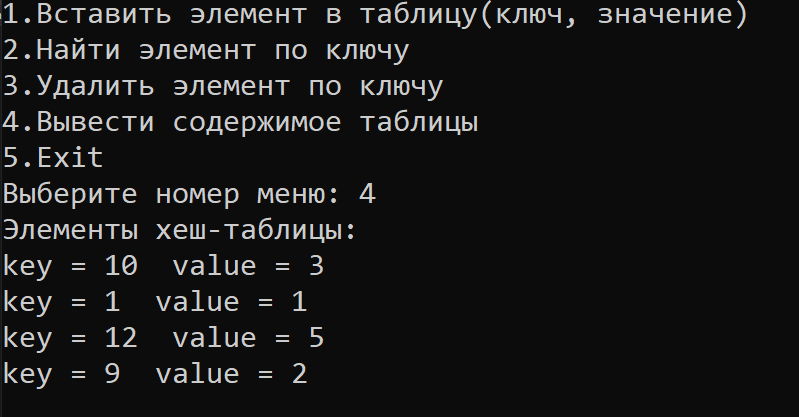 1.Вставить элемент в таблицу(ключ, значение)
2.Найти элемент по ключу
3.Удалить элемент по ключу
4.Вывести содержимое таблицы
5.Exit
Выберите номер меню: 4
Элементы хеш-таблицы:
key = 10  value = 3
key = 1  value = 1
key = 12  value = 5
key = 9  value = 2